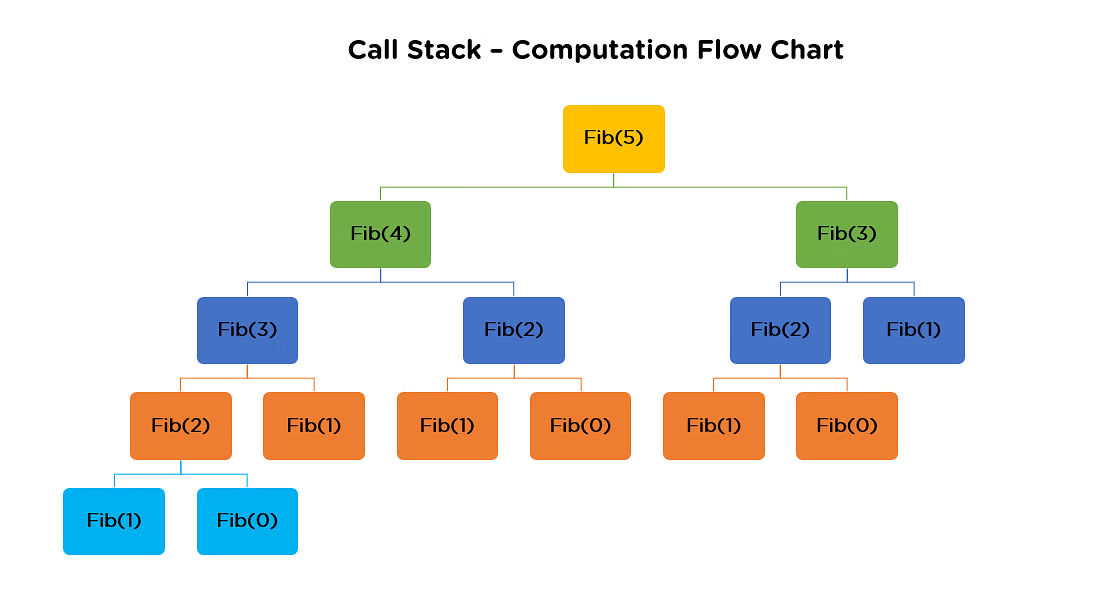 Call Stack – Computation Flow Chart
Fib(5)
Fib(4)
Fib(3)
Fib(3)
Fib(2)
Fib(2)
Fib(1)
Fib(2)
Fib(1)
Fib(1)
Fib(0)
Fib(1)
Fib(0)
Fib(1)
Fib(0)